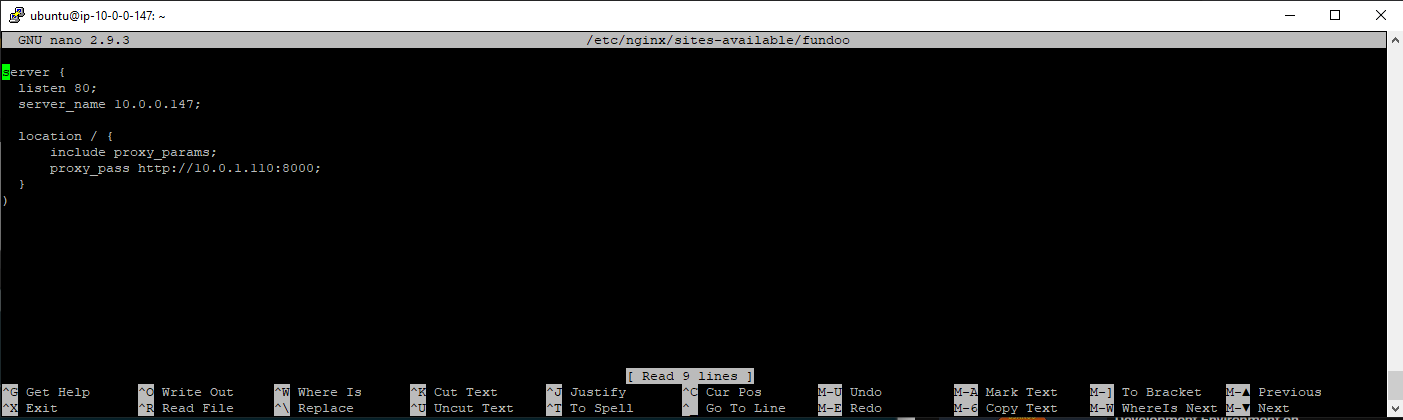 ubuntu@ip-10-0-0-147: ~
GNU nano 2.9.3 /etc/nginx/sites-available/fundoo
server {
listen 80;
server_name 10.0.0.147;
location / {
include proxy_params;
proxy_pass http://10.0.1.110:8000;
}
)
[ Read 9 lines ]
^G Get Help ^O Write Out ^W Where Is ^K Cut Text ^J Justify ^C Cur Pos M-U Undo M-A Mark Text M-] To Bracket M-▲ Previous
^X Exit ^R Read File ^\ Replace ^U Uncut Text ^T To Spell ^_ Go To Line M-E Redo M-6 Copy Text M-W WhereIs Next M-▼ Next